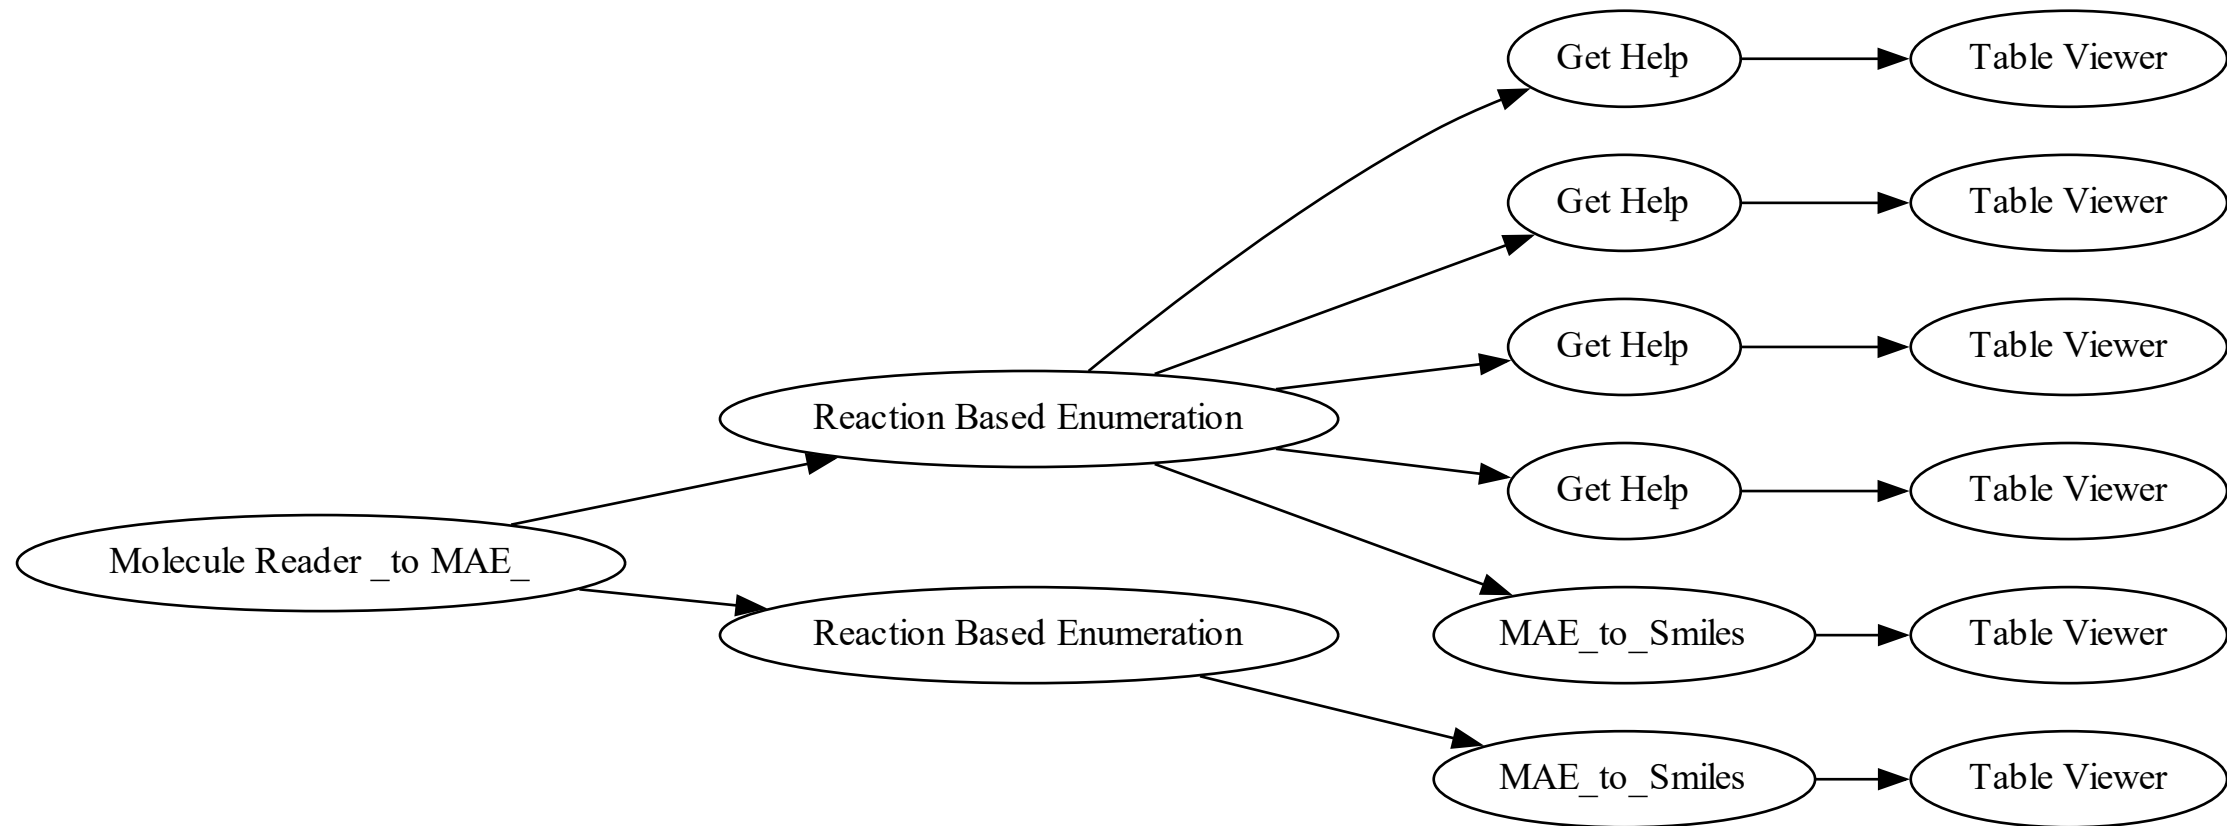 Get Help
Table Viewer
Get Help
Table Viewer
Get Help
Table Viewer
Reaction Based Enumeration
Get Help
Table Viewer
Molecule Reader _to MAE_
Reaction Based Enumeration
MAE_to_Smiles
Table Viewer
MAE_to_Smiles
Table Viewer